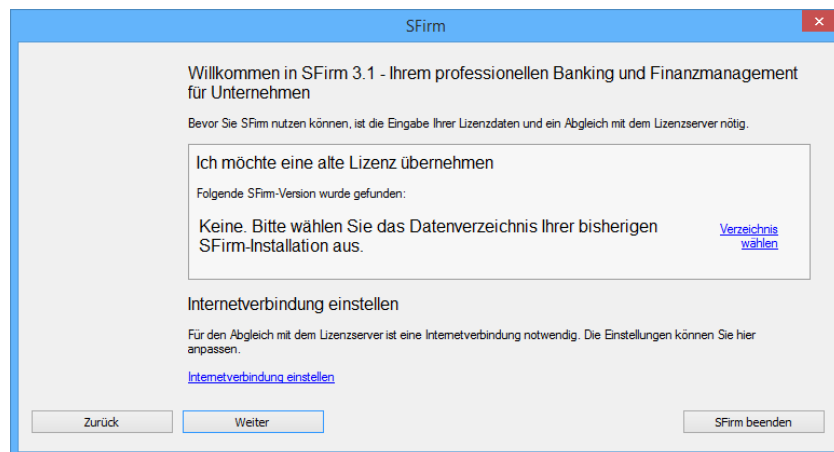 SFirm
Willkommen in SFirm 3.1 - Ihrem professionellen Banking und Finanzmanagement
für Unternehmen
Bevor Sie SFirm nutzen können, ist die Eingabe Ihrer Lizenzdaten und ein Abgleich mit dem Lizenzserver nötig.
Ich möchte eine alte Lizenz übernehmen
Folgende SFirm-Version wurde gefunden:
Keine. Bitte wählen Sie das Datenverzeichnis Ihrer bisherigen
SFirm-Installation aus.
Verzeichnis
wählen
Internetverbindung einstellen
Für den Abgleich mit dem Lizenzserver ist eine Internetverbindung notwendig. Die Einstellungen können Sie hier
anpassen.
Internetverbindung einstellen
Zurück
Weiter
SFirm beenden